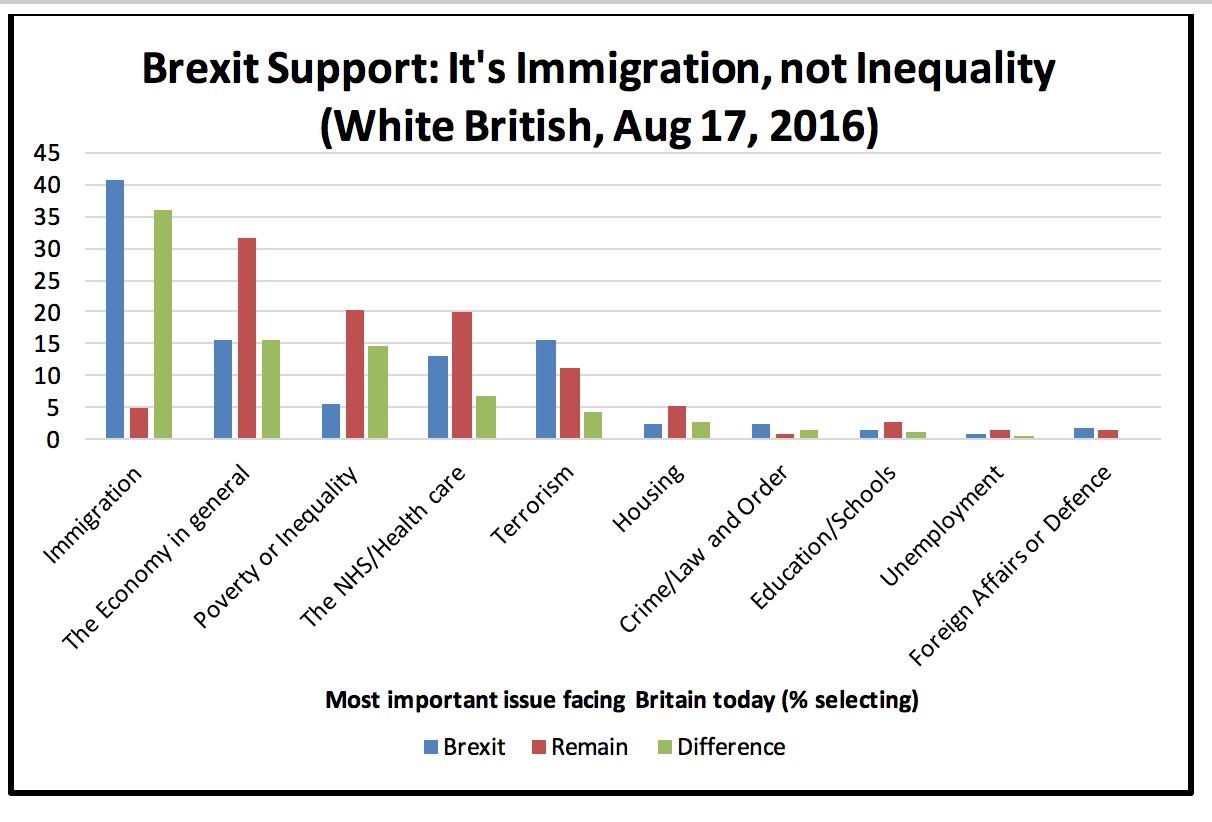 Brexit Support: It's Immigration, not Inequality
(White British, Aug 17, 2016)
45
40
35
30
25
20
15
10
5
0
Immigration
The Economy in general
Poverty or Inequality
The NHS/Health care
Terrorism
Housing
Crime/Law and Order
Education/Schools
Unemployment
Foreign Affairs or Defence
Most important issue facing Britain today (% selecting)
Brexit Remain Difference